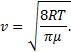 v = √(8RT / πμ)